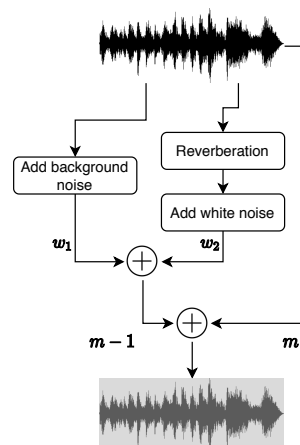 Reverberation
Add background
noise
Add white noise
w₁
w₂
m − 1
m